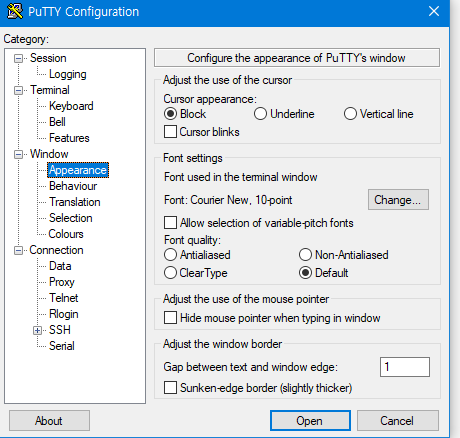 PuTTY Configuration
Category:
Session
Logging
Terminal
Keyboard
Bell
Features
Window
Appearance
Behaviour
Translation
Selection
Colours
Connection
Data
Proxy
Telnet
Rlogin
SSH
Serial
Configure the appearance of PuTTY's window
Adjust the use of the cursor
Cursor appearance:
Block Underline Vertical line
Cursor blinks
Font settings
Font used in the terminal window
Font: Courier New, 10-point Change...
Allow selection of variable-pitch fonts
Font quality:
Antialiased Non-Antialiased
ClearType Default
Adjust the use of the mouse pointer
Hide mouse pointer when typing in window
Adjust the window border
Gap between text and window edge: 1
Sunken-edge border (slightly thicker)
About Open Cancel